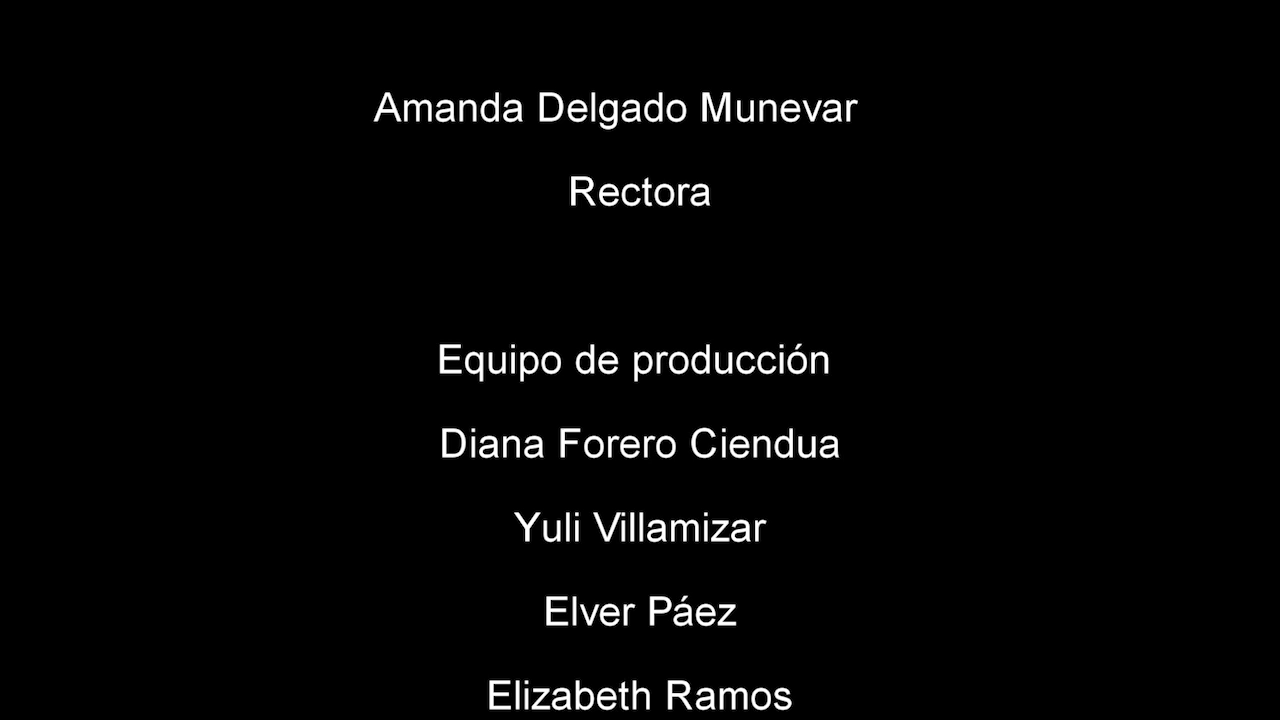 Amanda Delgado Munevar
Rectora
Equipo de producción
Diana Forero Ciendua
Yuli Villamizar
Elver Páez
Elizabeth Ramos